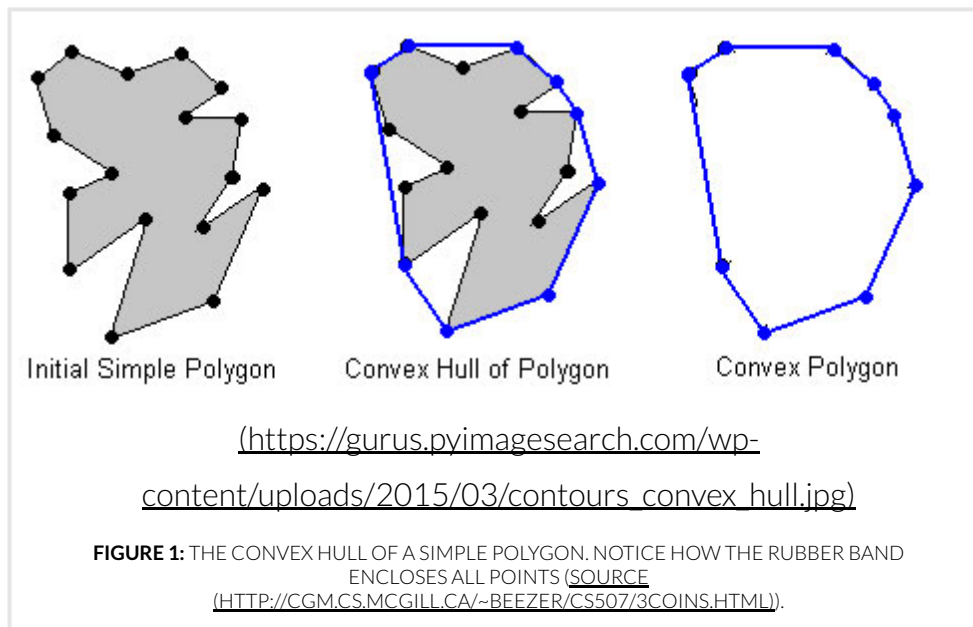 Initial Simple Polygon
Convex Hull of Polygon
Convex Polygon
(https://gurus.pyimagesearch.com/wp-
content/uploads/2015/03/contours_convex_hull.jpg)
FIGURE 1: THE CONVEX HULL OF A SIMPLE POLYGON. NOTICE HOW THE RUBBER BAND
ENCLOSES ALL POINTS (SOURCE
(HTTP://CGM.CS.MCGILL.CA/~BEEZER/CS507/3COINS.HTML)).